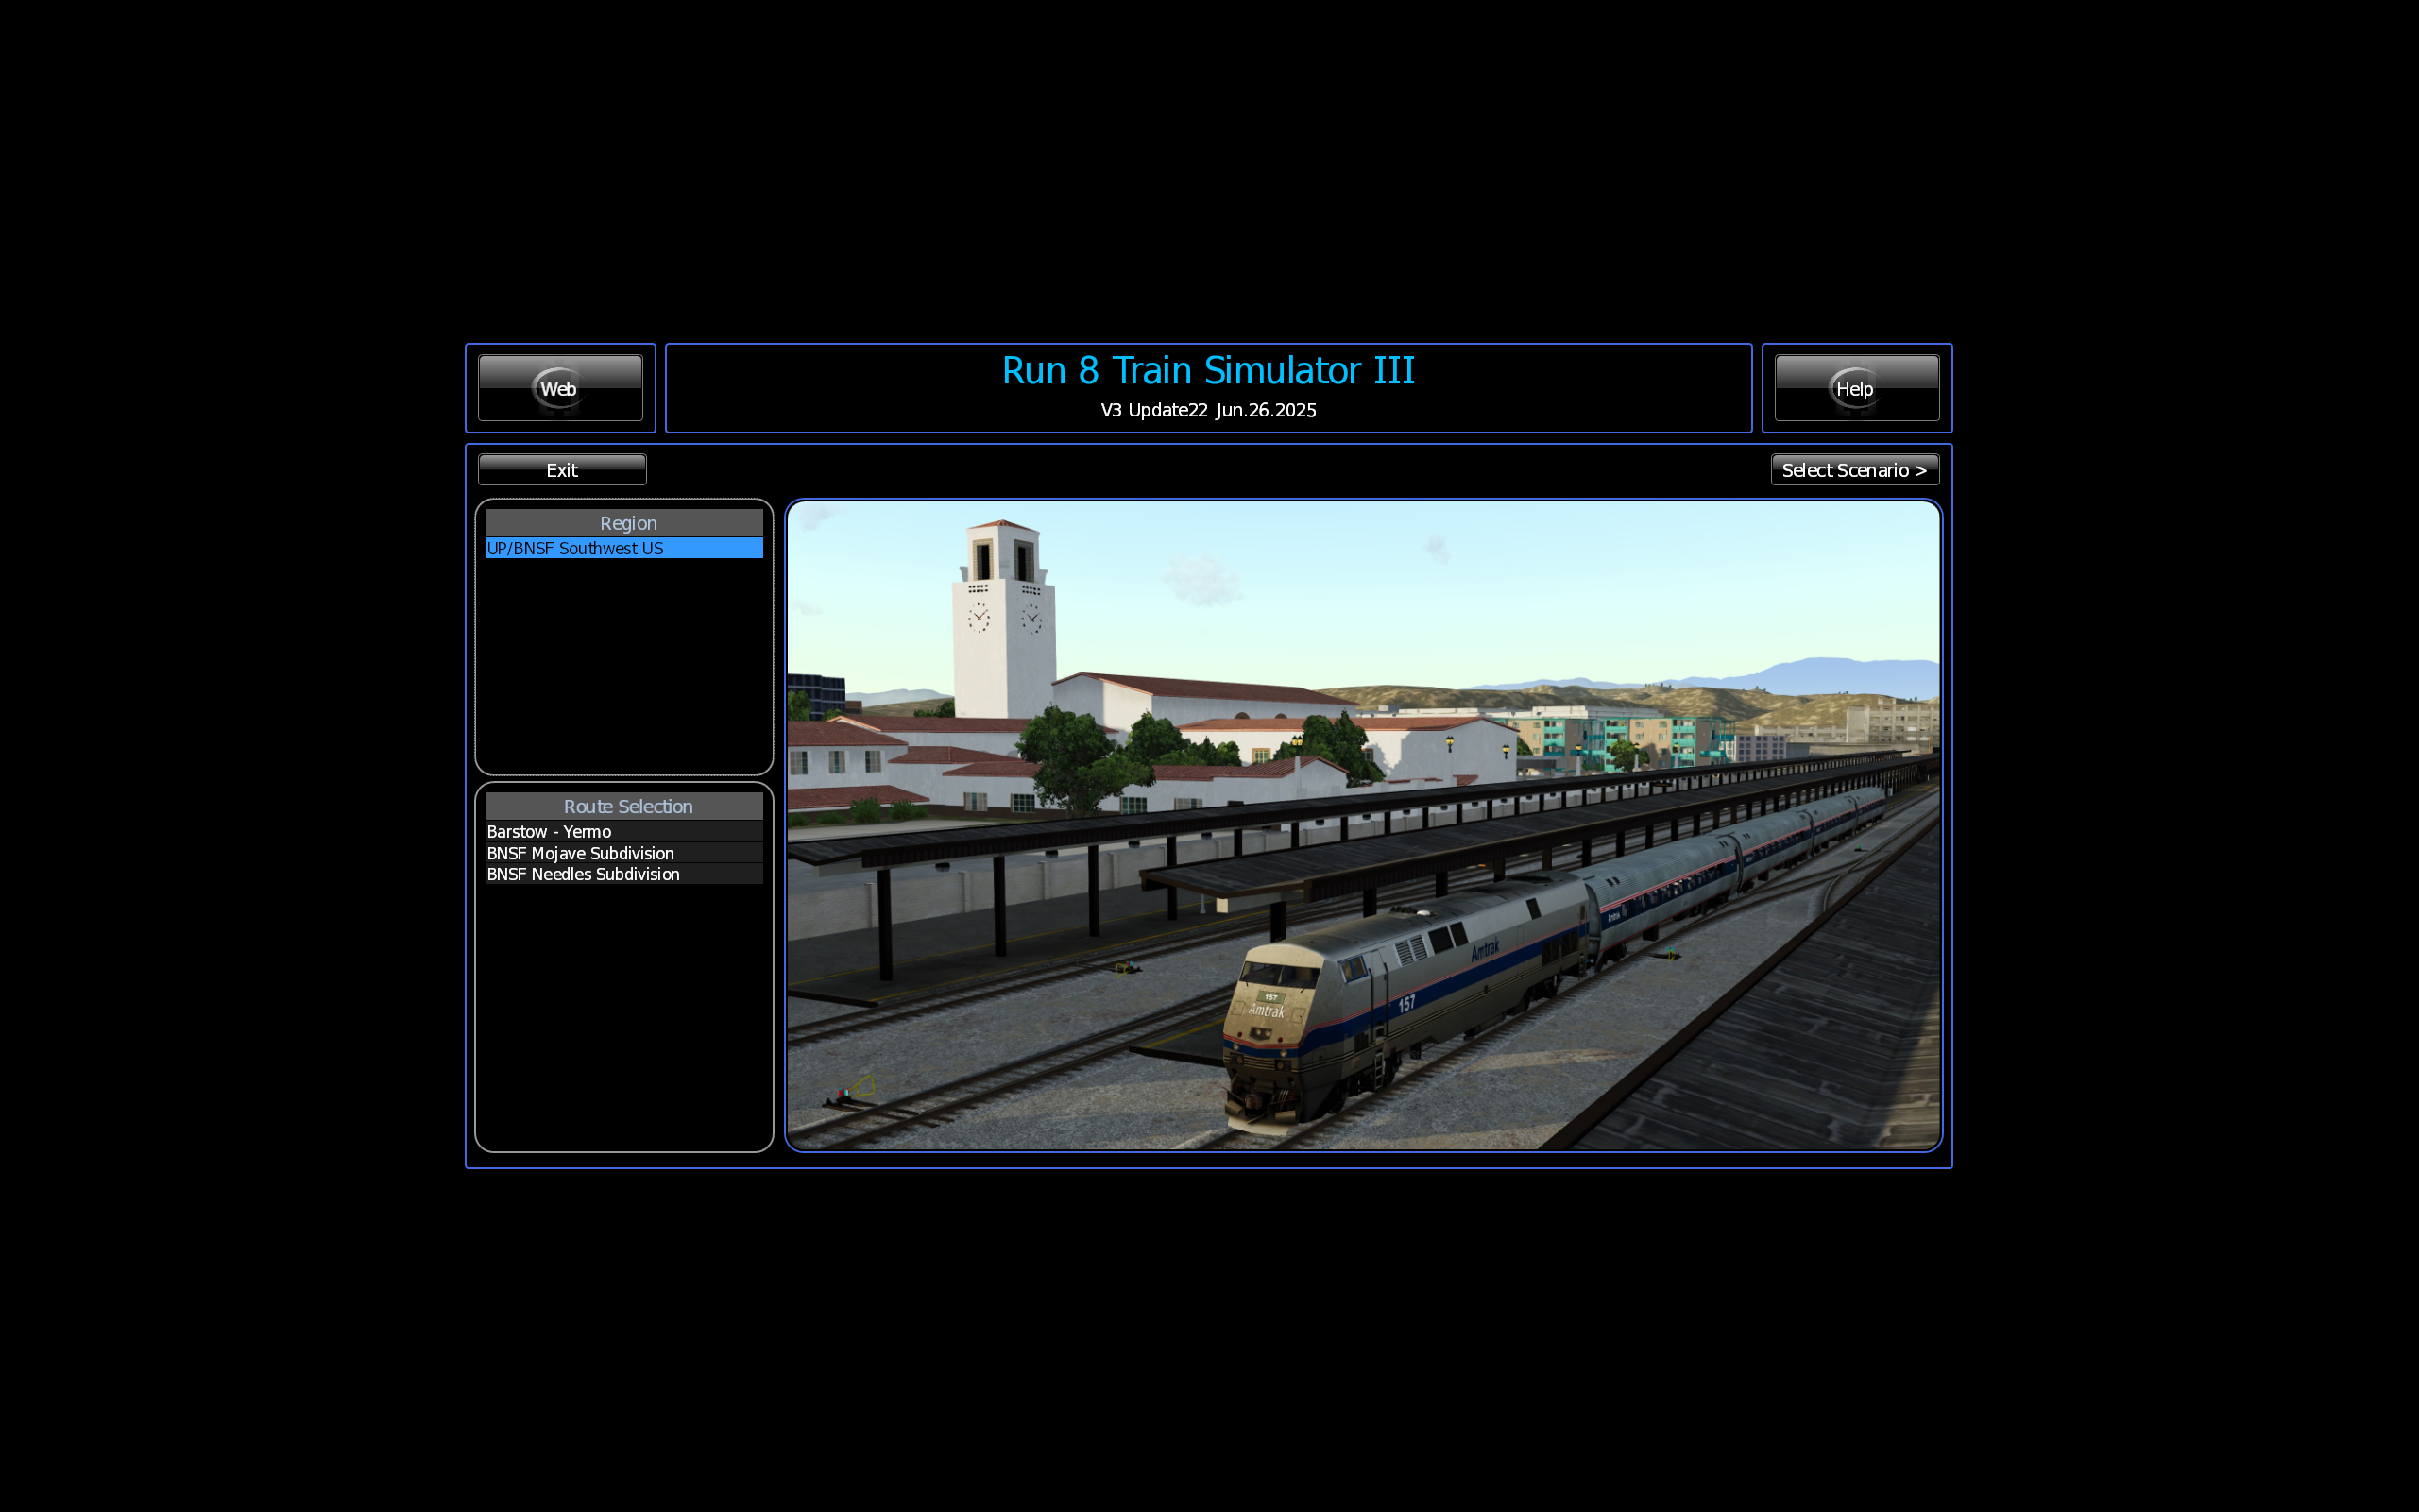 Web
Run 8 Train Simulator III
V3 Update22 Jun.26.2025
Help
Exit
Select Scenario >
Region
UP/BNSF Southwest US
Route Selection
Barstow - Yermo
BNSF Mojave Subdivision
BNSF Needles Subdivision
Amtrak
157
Amtrak
157
Amtrak